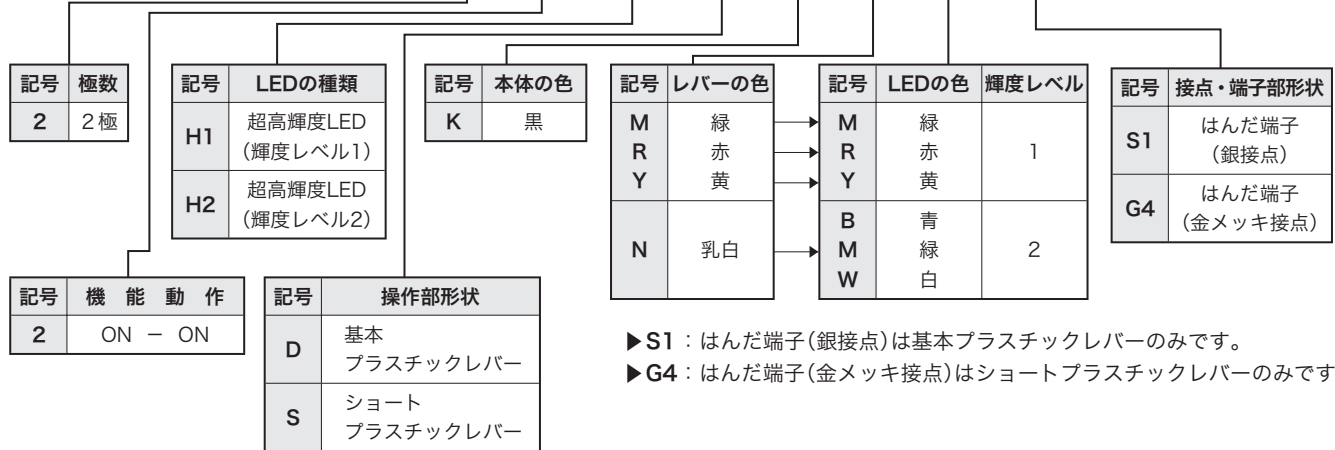 記号 極数
2 2極
記号 LEDの種類
H1 超高輝度LED
(輝度レベル1)
H2 超高輝度LED
(輝度レベル2)
記号 本体の色
K 黒
記号 レバーの色
M 緑
R 赤
Y 黄
N 乳白
記号 LEDの色 輝度レベル
M 緑
R 赤 1
Y 黄
B 青
M 緑 2
W 白
記号 接点・端子部形状
S1 はんだ端子
(銀接点)
G4 はんだ端子
(金メッキ接点)
記号 機能動作
2 ON − ON
記号 操作部形状
D 基本
プラスチックレバー
S ショート
プラスチックレバー
▶S1:はんだ端子(銀接点)は基本プラスチックレバーのみです。
▶G4:はんだ端子(金メッキ接点)はショートプラスチックレバーのみです